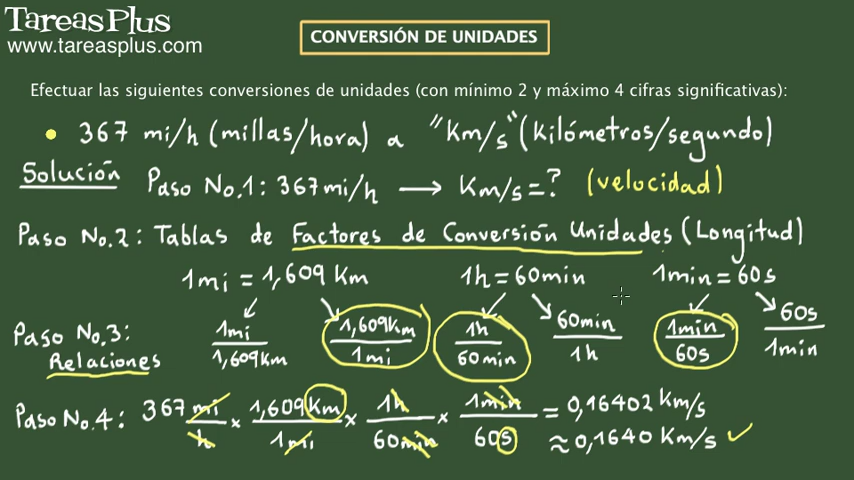 TareasPlus
www.tareasplus.com
CONVERSIÓN DE UNIDADES
Efectuar las siguientes conversiones de unidades (con mínimo 2 y máximo 4 cifras significativas):
• 367 mi/h (millas/hora) a "Km/s" (Kilómetros/segundo)
Solución Paso No.1: 367mi/h → Km/s=? (velocidad)
Paso No.2: Tablas de Factores de Conversión Unidades (Longitud)
1mi = 1,609 Km 1h = 60min 1min = 60s
Paso No.3: Relaciones 1mi/1,609Km 1,609Km/1mi 1h/60min 60min/1h 1min/60s 60s/1min
Paso No.4: 367 mi/h × 1,609Km/1mi × 1h/60min × 1min/60s = 0,16402 Km/s
≈ 0,1640 Km/s ✓